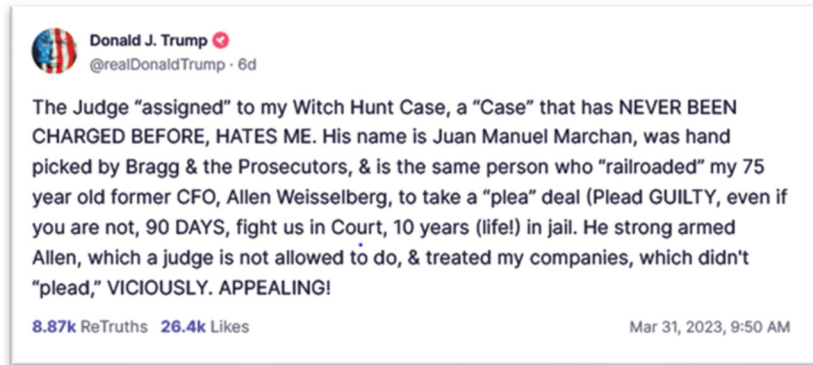 Donald J. Trump
@realDonaldTrump · 6d
The Judge “assigned” to my Witch Hunt Case, a “Case” that has NEVER BEEN
CHARGED BEFORE, HATES ME. His name is Juan Manuel Marchan, was hand
picked by Bragg & the Prosecutors, & is the same person who “railroaded” my 75
year old former CFO, Allen Weisselberg, to take a “plea” deal (Plead GUILTY, even if
you are not, 90 DAYS, fight us in Court, 10 years (life!) in jail. He strong armed
Allen, which a judge is not allowed to do, & treated my companies, which didn't
“plead,” VICIOUSLY. APPEALING!
8.87k ReTruths 26.4k Likes Mar 31, 2023, 9:50 AM